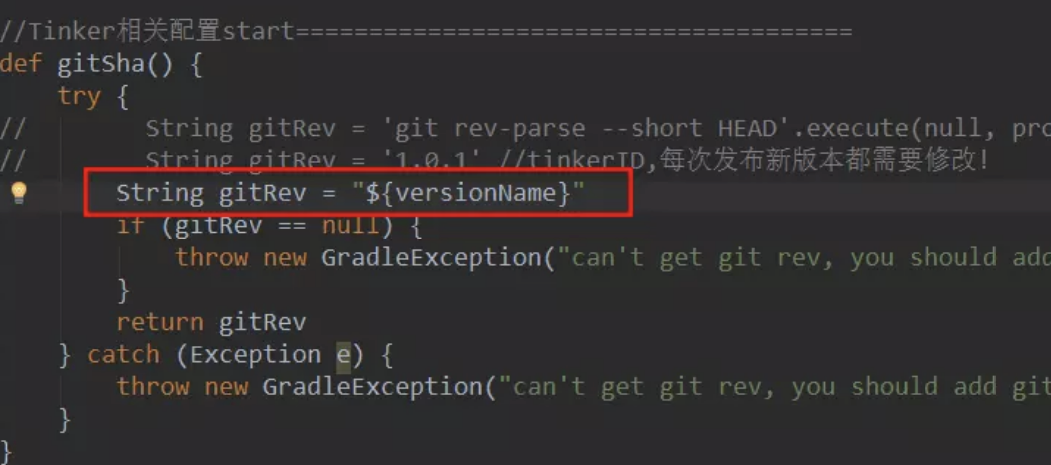 //Tinker相关配置start======================================
def gitSha() {
try {
// String gitRev = 'git rev-parse --short HEAD'.execute(null, pro
// String gitRev = '1.0.1' //tinkerID,每次发布新版本都需要修改!
String gitRev = "${versionName}"
if (gitRev == null) {
throw new GradleException("can't get git rev, you should add
}
return gitRev
} catch (Exception e) {
throw new GradleException("can't get git rev, you should add git
}
}